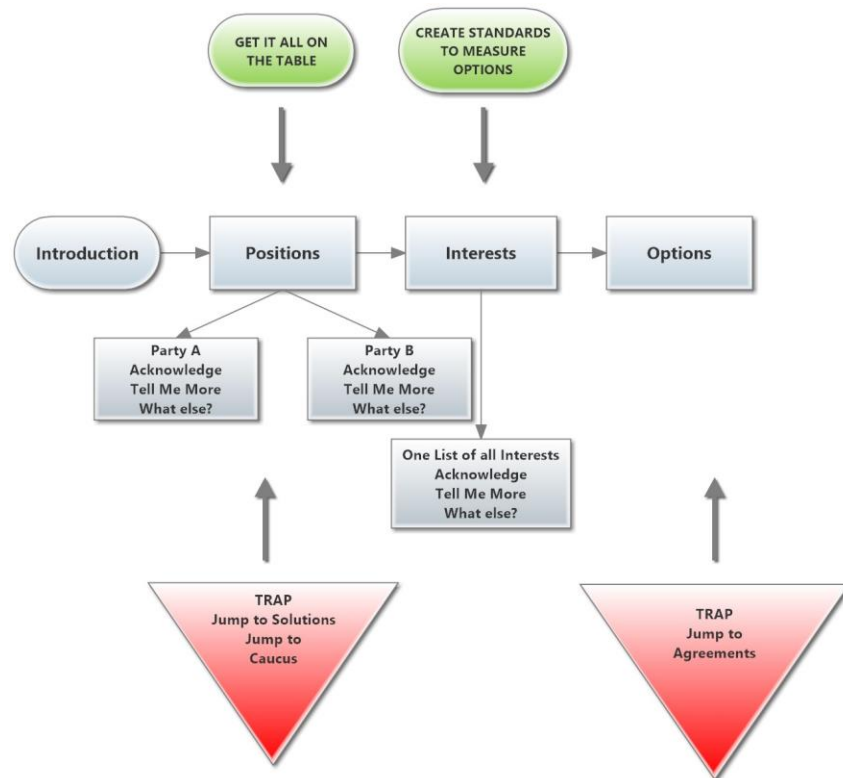 GET IT ALL ON
THE TABLE
CREATE STANDARDS
TO MEASURE
OPTIONS
Introduction
Positions
Interests
Options
Party A
Acknowledge
Tell Me More
What else?
Party B
Acknowledge
Tell Me More
What else?
One List of all Interests
Acknowledge
Tell Me More
What else?
TRAP
Jump to Solutions
Jump to
Caucus
TRAP
Jump to
Agreements